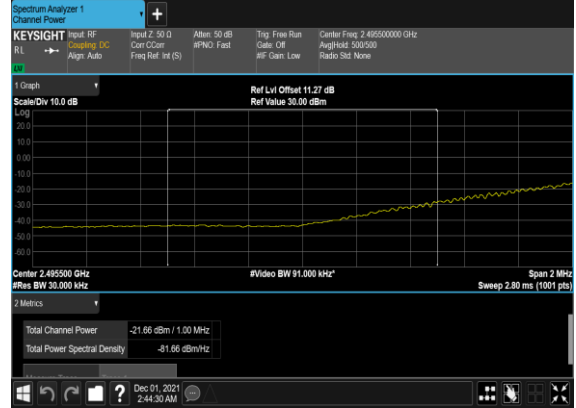 Spectrum Analyzer 1
Channel Power
+
KEYSIGHT Input: RF Input Z: 50 Ω Atten: 50 dB Trig: Free Run Center Freq: 2.495500000 GHz
RL Coupling: DC Corr CCorr #PNO: Fast Gate: Off Avg|Hold: 500/500
Align: Auto Freq Ref: Int (S) #IF Gain: Low Radio Std: None
1 Graph
Ref Lvl Offset 11.27 dB
Scale/Div 10.0 dB Ref Value 30.00 dBm
Log
20.0
10.0
0.00
-10.0
-20.0
-30.0
-40.0
-50.0
-60.0
Center 2.495500 GHz #Video BW 91.000 kHz* Span 2 MHz
#Res BW 30.000 kHz Sweep 2.80 ms (1001 pts)
2 Metrics
Total Channel Power -21.66 dBm / 1.00 MHz
Total Power Spectral Density -81.66 dBm/Hz
?
Dec 01, 2021
2:44:30 AM